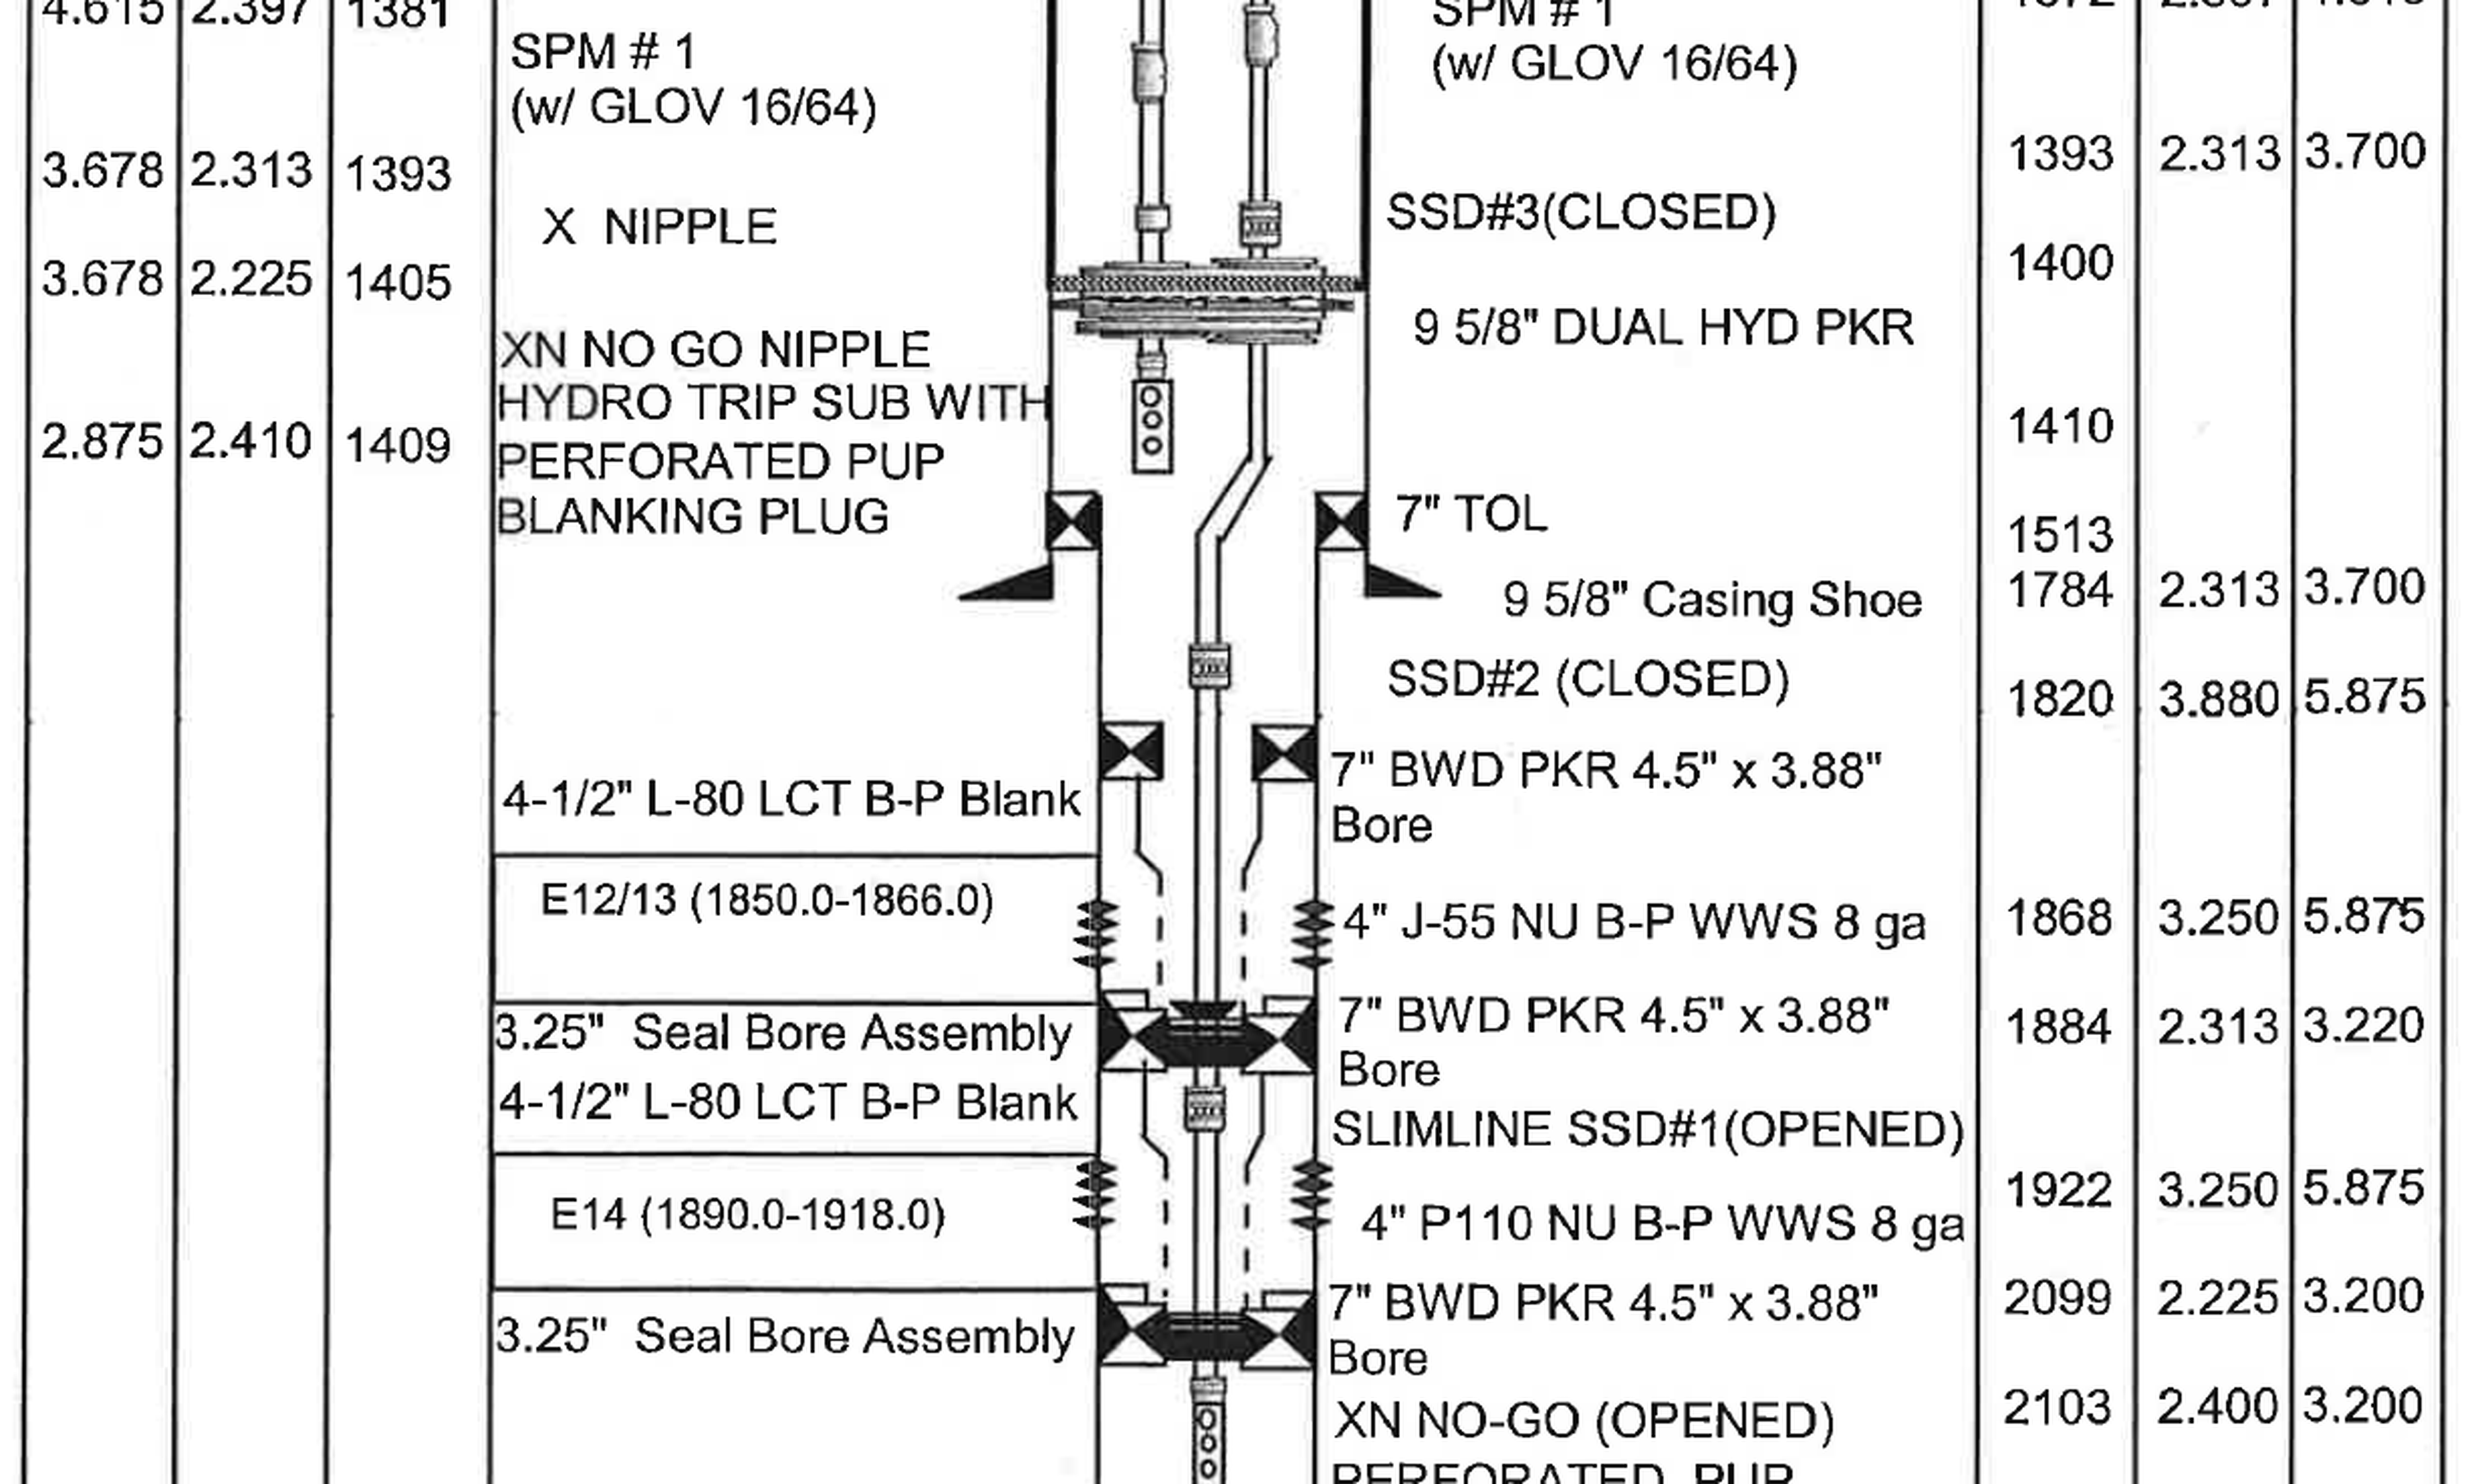 4.615 2.397 1381
SPM # 1
(w/ GLOV 16/64)
3.678 2.313 1393
X NIPPLE
3.678 2.225 1405
XN NO GO NIPPLE
HYDRO TRIP SUB WITH
2.875 2.410 1409
PERFORATED PUP
BLANKING PLUG
4-1/2" L-80 LCT B-P Blank
E12/13 (1850.0-1866.0)
3.25" Seal Bore Assembly
4-1/2" L-80 LCT B-P Blank
E14 (1890.0-1918.0)
3.25" Seal Bore Assembly
SPM # 1
(w/ GLOV 16/64)
1393 2.313 3.700
SSD#3(CLOSED)
1400
9 5/8" DUAL HYD PKR
1410
7" TOL
1513
9 5/8" Casing Shoe
1784 2.313 3.700
SSD#2 (CLOSED)
1820 3.880 5.875
7" BWD PKR 4.5" x 3.88"
Bore
4" J-55 NU B-P WWS 8 ga
1868 3.250 5.875
7" BWD PKR 4.5" x 3.88"
1884 2.313 3.220
Bore
SLIMLINE SSD#1(OPENED)
1922 3.250 5.875
4" P110 NU B-P WWS 8 ga
7" BWD PKR 4.5" x 3.88"
2099 2.225 3.200
Bore
2103 2.400 3.200
XN NO-GO (OPENED)
PERFORATED PUP